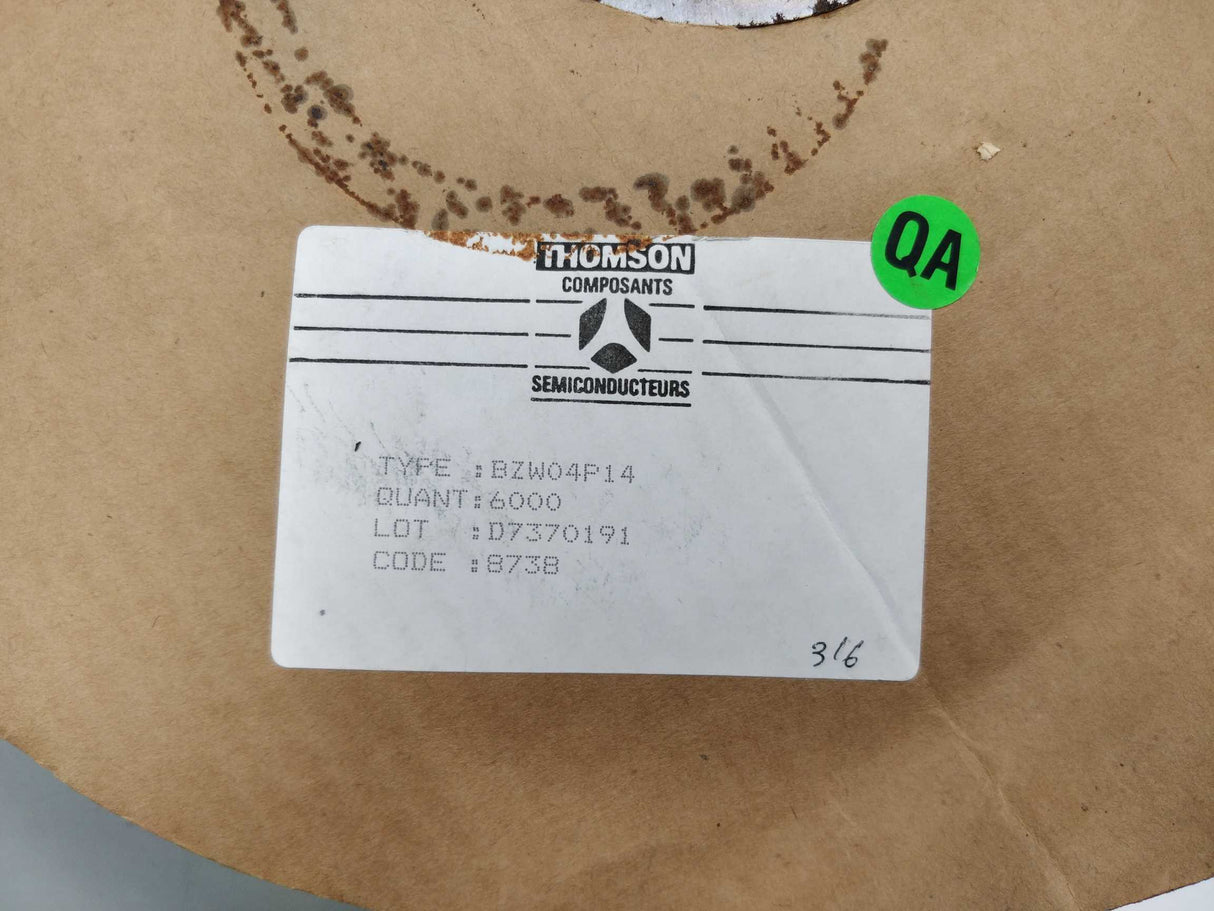 THOMSON
COMPOSANTS
SEMICONDUCTEURS
QA
TYPE :BZW04P14
QUANT:6000
LOT :D7370191
CODE :8738
316